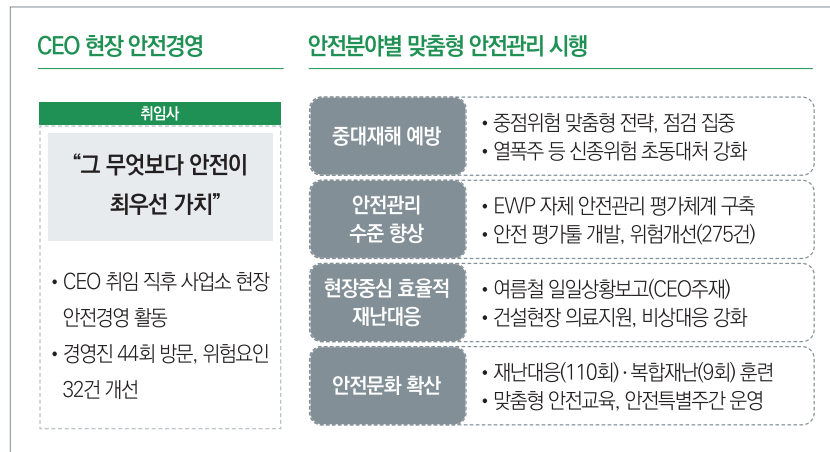 CEO 현장 안전경영
취임사
“그 무엇보다 안전이
최우선 가치”
• CEO 취임 직후 사업소 현장
안전경영 활동
• 경영진 44회 방문, 위험요인
32건 개선
안전분야별 맞춤형 안전관리 시행
중대재해 예방
• 중점위험 맞춤형 전략, 점검 집중
• 열폭주 등 신종위험 초동대처 강화
안전관리
수준 향상
• EWP 자체 안전관리 평가체계 구축
• 안전 평가툴 개발, 위험개선(275건)
현장중심 효율적
재난대응
• 여름철 일일상황보고(CEO주재)
• 건설현장 의료지원, 비상대응 강화
안전문화 확산
• 재난대응(110회)·복합재난(9회) 훈련
• 맞춤형 안전교육, 안전특별주간 운영